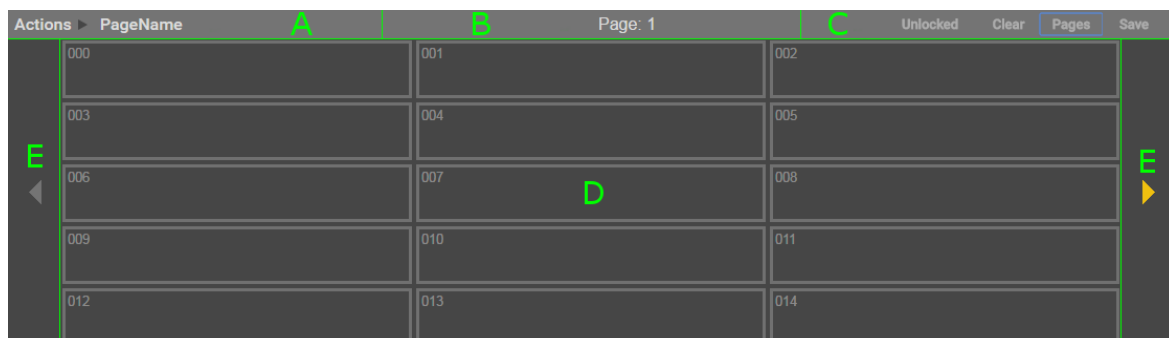 Actions PageName A B Page: 1 C Unlocked Clear Pages Save
000 001 002
003 004 005
E E
006 007 D 008
009 010 011
012 013 014